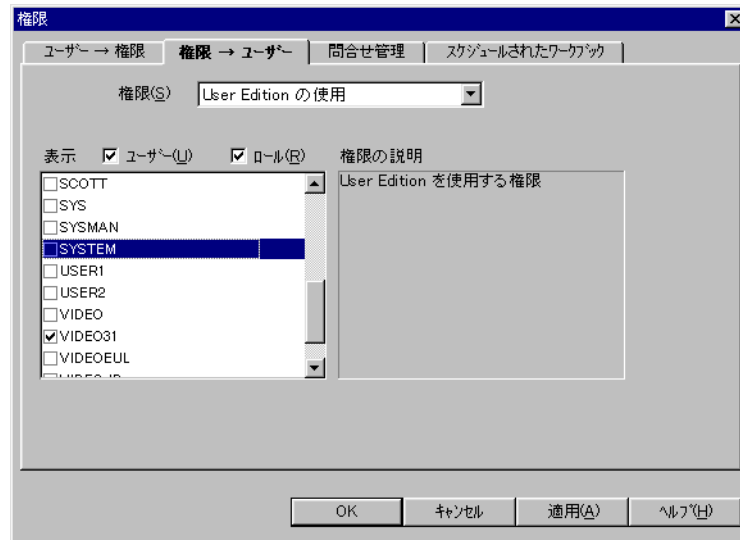 権限
ユーザー → 権限
権限 → ユーザー
問合せ管理
スケジュールされたワークブック
権限(S)
User Edition の使用
表示
ユーザー(U)
ロール(R)
権限の説明
SCOTT
SYS
SYSMAN
SYSTEM
USER1
USER2
VIDEO
VIDEO31
VIDEOEUL
User Edition を使用する権限
OK
キャンセル
適用(A)
ヘルプ(H)